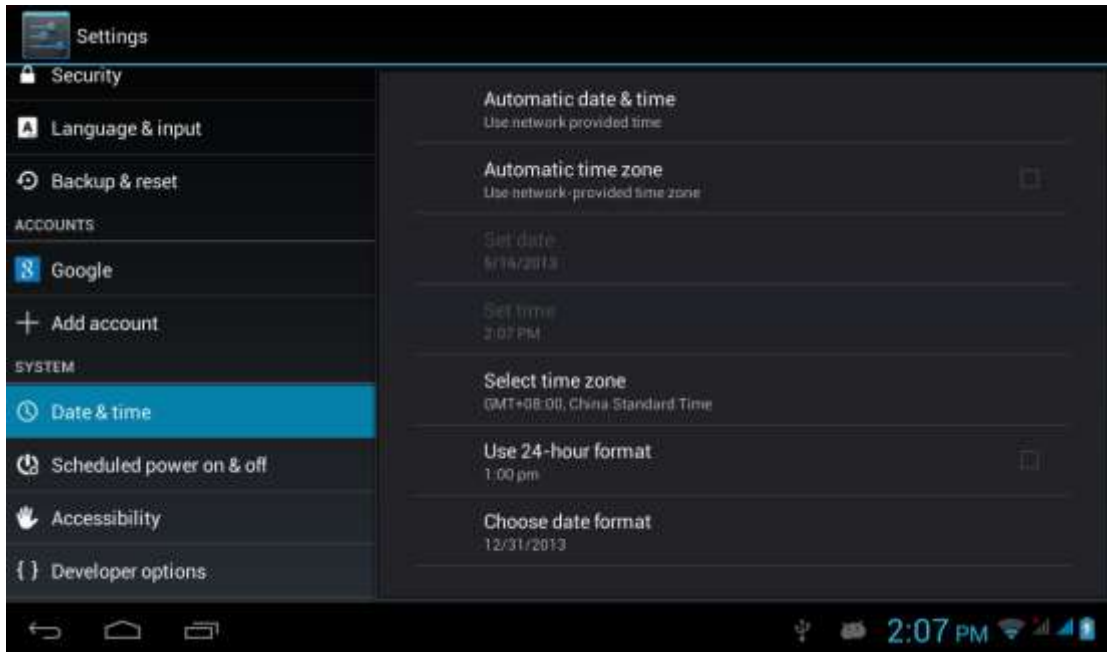 Settings
Security
Language & input
Backup & reset
ACCOUNTS
Google
Add account
SYSTEM
Date & time
Scheduled power on & off
Accessibility
Developer options
Automatic date & time
Use network provided time
Automatic time zone
Use network-provided time zone
Set date
5/16/2013
Set time
2:07 PM
Select time zone
GMT+08:00, China Standard Time
Use 24-hour format
1:00 pm
Choose date format
12/31/2013
2:07 PM